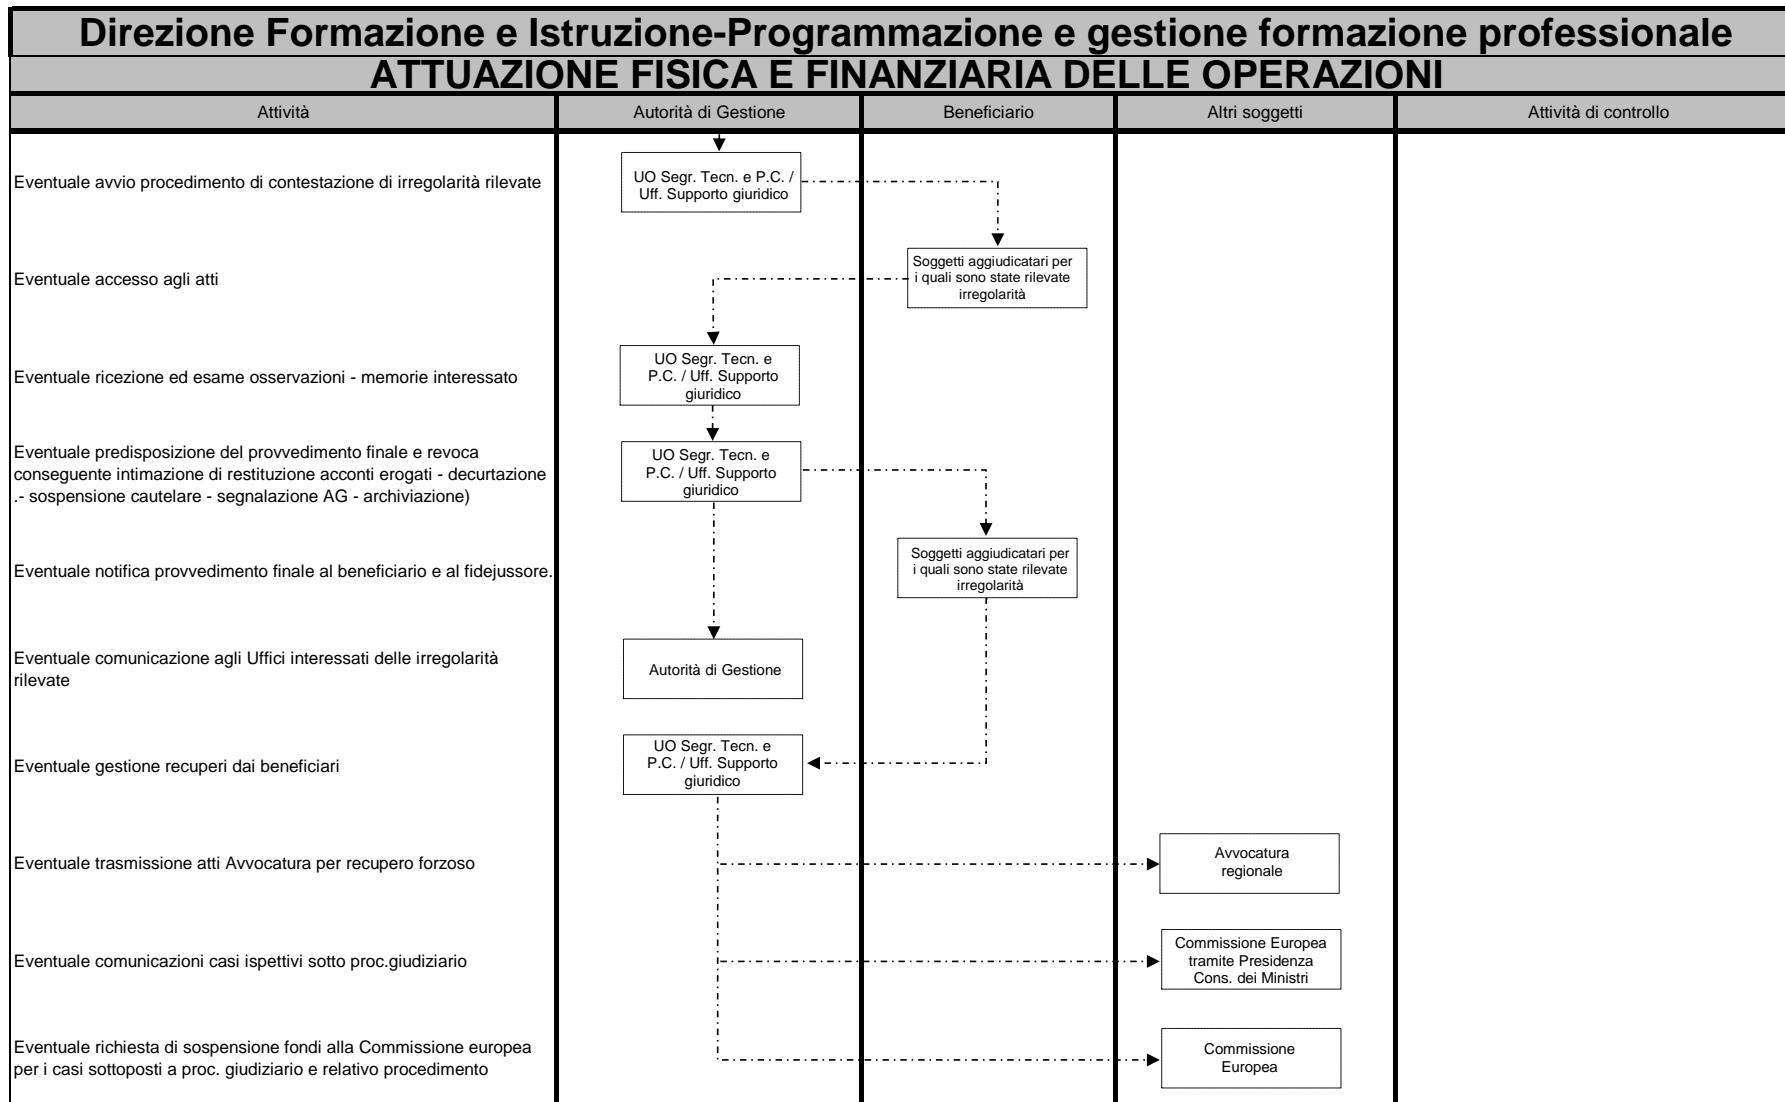 Direzione Formazione e Istruzione-Programmazione e gestione formazione professionale
ATTUAZIONE FISICA E FINANZIARIA DELLE OPERAZIONI
Attività
Autorità di Gestione
Beneficiario
Altri soggetti
Attività di controllo
Eventuale avvio procedimento di contestazione di irregolarità rilevate
UO Segr. Tecn. e P.C. /
Uff. Supporto giuridico
Eventuale accesso agli atti
Soggetti aggiudicatari per
i quali sono state rilevate
irregolarità
Eventuale ricezione ed esame osservazioni - memorie interessato
UO Segr. Tecn. e
P.C. / Uff. Supporto
giuridico
Eventuale predisposizione del provvedimento finale e revoca
conseguente intimazione di restituzione acconti erogati - decurtazione
.- sospensione cautelare - segnalazione AG - archiviazione)
UO Segr. Tecn. e
P.C. / Uff. Supporto
giuridico
Eventuale notifica provvedimento finale al beneficiario e al fidejussore.
Soggetti aggiudicatari per
i quali sono state rilevate
irregolarità
Eventuale comunicazione agli Uffici interessati delle irregolarità
rilevate
Autorità di Gestione
Eventuale gestione recuperi dai beneficiari
UO Segr. Tecn. e
P.C. / Uff. Supporto
giuridico
Eventuale trasmissione atti Avvocatura per recupero forzoso
Avvocatura
regionale
Eventuale comunicazioni casi ispettivi sotto proc.giudiziario
Commissione Europea
tramite Presidenza
Cons. dei Ministri
Eventuale richiesta di sospensione fondi alla Commissione europea
per i casi sottoposti a proc. giudiziario e relativo procedimento
Commissione
Europea